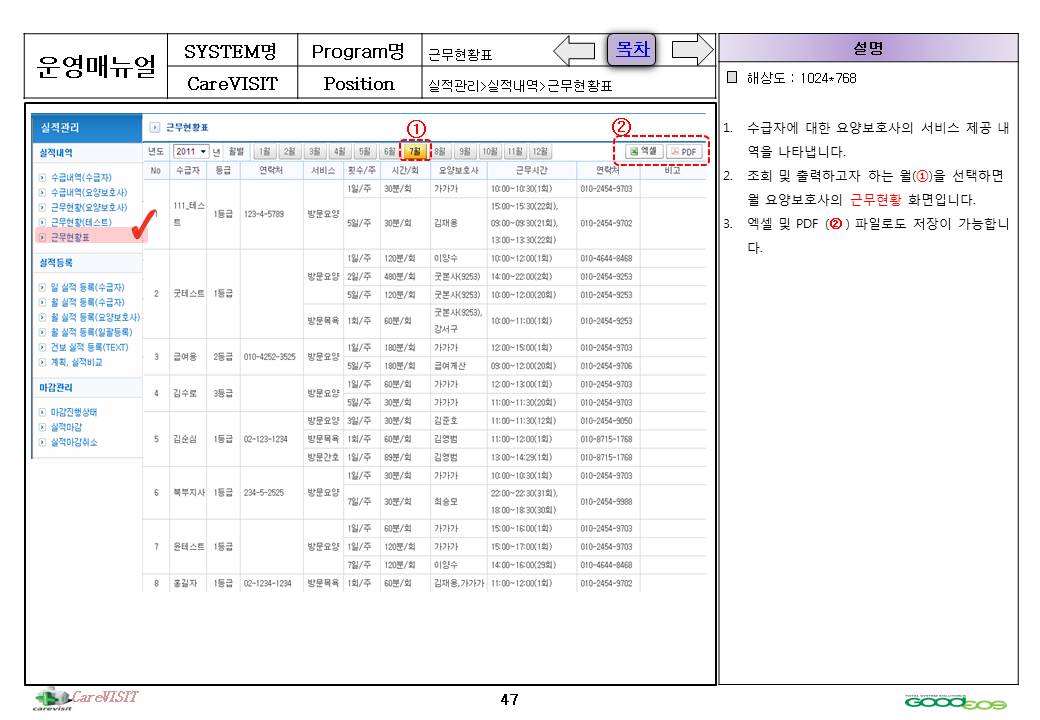 운영매뉴얼
SYSTEM명
Program명
근무현황표
목차
CareVISIT
Position
실적관리>실적내역>근무현황표
설명
해상도 : 1024*768
1. 수급자에 대한 요양보호사의 서비스 제공 내
역을 나타냅니다.
2. 조회 및 출력하고자 하는 월(①)을 선택하면
월 요양보호사의 근무현황 화면입니다.
3. 엑셀 및 PDF (②) 파일로도 저장이 가능합니
다.
실적관리
실적내역
수급내역(수급자)
수급내역(요양보호사)
근무현황(요양보호사)
근무현황(테스트)
근무현황표
실적등록
일 실적 등록(수급자)
월 실적 등록(수급자)
월 실적 등록(요양보호사)
월 실적 등록(일괄등록)
건보 실적 등록(TEXT)
계획, 실적비교
마감관리
마감진행상태
실적마감
실적마감취소
근무현황표
① ②
년도 2011 년 월별 1월 2월 3월 4월 5월 6월 7월 8월 9월 10월 11월 12월 엑셀 PDF
No 수급자 등급 연락처 서비스 횟수/주 시간/회 요양보호사 근무시간 연락처 비고
1 111_테스트 1등급 123-4-5789 방문요양 1일/주 30분/회 가가가 10:00~10:30(1회) 010-2454-9703
5일/주 30분/회 김재용 15:00~15:30(22회),
09:00~09:30(21회), 010-2454-9702
13:00~13:30(22회)
2 굿테스트 1등급 방문요양 1일/주 120분/회 이양수 10:00~12:00(1회) 010-4644-8468
2일/주 480분/회 굿본사(9253) 14:00~22:00(2회) 010-2454-9253
5일/주 120분/회 굿본사(9253) 10:00~12:00(20회) 010-2454-9253
방문목욕 1회/주 60분/회 굿본사(9253), 강서구 10:00~11:00(1회) 010-2454-9253
3 급여용 2등급 010-4252-3525 방문요양 1일/주 180분/회 가가가 12:00~15:00(1회) 010-2454-9703
5일/주 180분/회 급여계산 09:00~12:00(20회) 010-2454-9706
4 김수로 3등급 방문요양 1일/주 60분/회 가가가 12:00~13:00(1회) 010-2454-9703
5일/주 30분/회 가가가 11:00~11:30(20회) 010-2454-9703
5 김순심 1등급 02-123-1234 방문요양 3일/주 30분/회 김준호 11:00~11:30(12회) 010-2454-9050
방문목욕 1회/주 60분/회 김영범 11:00~12:00(1회) 010-8715-1768
방문간호 1일/주 89분/회 김영범 13:00~14:29(1회) 010-8715-1768
6 북부지사 1등급 234-5-2525 방문요양 1일/주 30분/회 가가가 10:00~10:30(1회) 010-2454-9703
7일/주 30분/회 최승모 22:00~22:30(31회), 010-2454-9988
18:00~18:30(30회)
7 윤테스트 1등급 방문요양 1일/주 60분/회 가가가 15:00~16:00(1회) 010-2454-9703
1일/주 120분/회 가가가 15:00~17:00(1회) 010-2454-9703
7일/주 120분/회 이양수 14:00~16:00(29회) 010-4644-8468
8 홍길자 1등급 02-1234-1234 방문목욕 1회/주 60분/회 김재용,가가가 11:00~12:00(1회) 010-2454-9702
CareVISIT
carevisit
47
TOTAL SYSTEM SOLUTION
GOODEOS